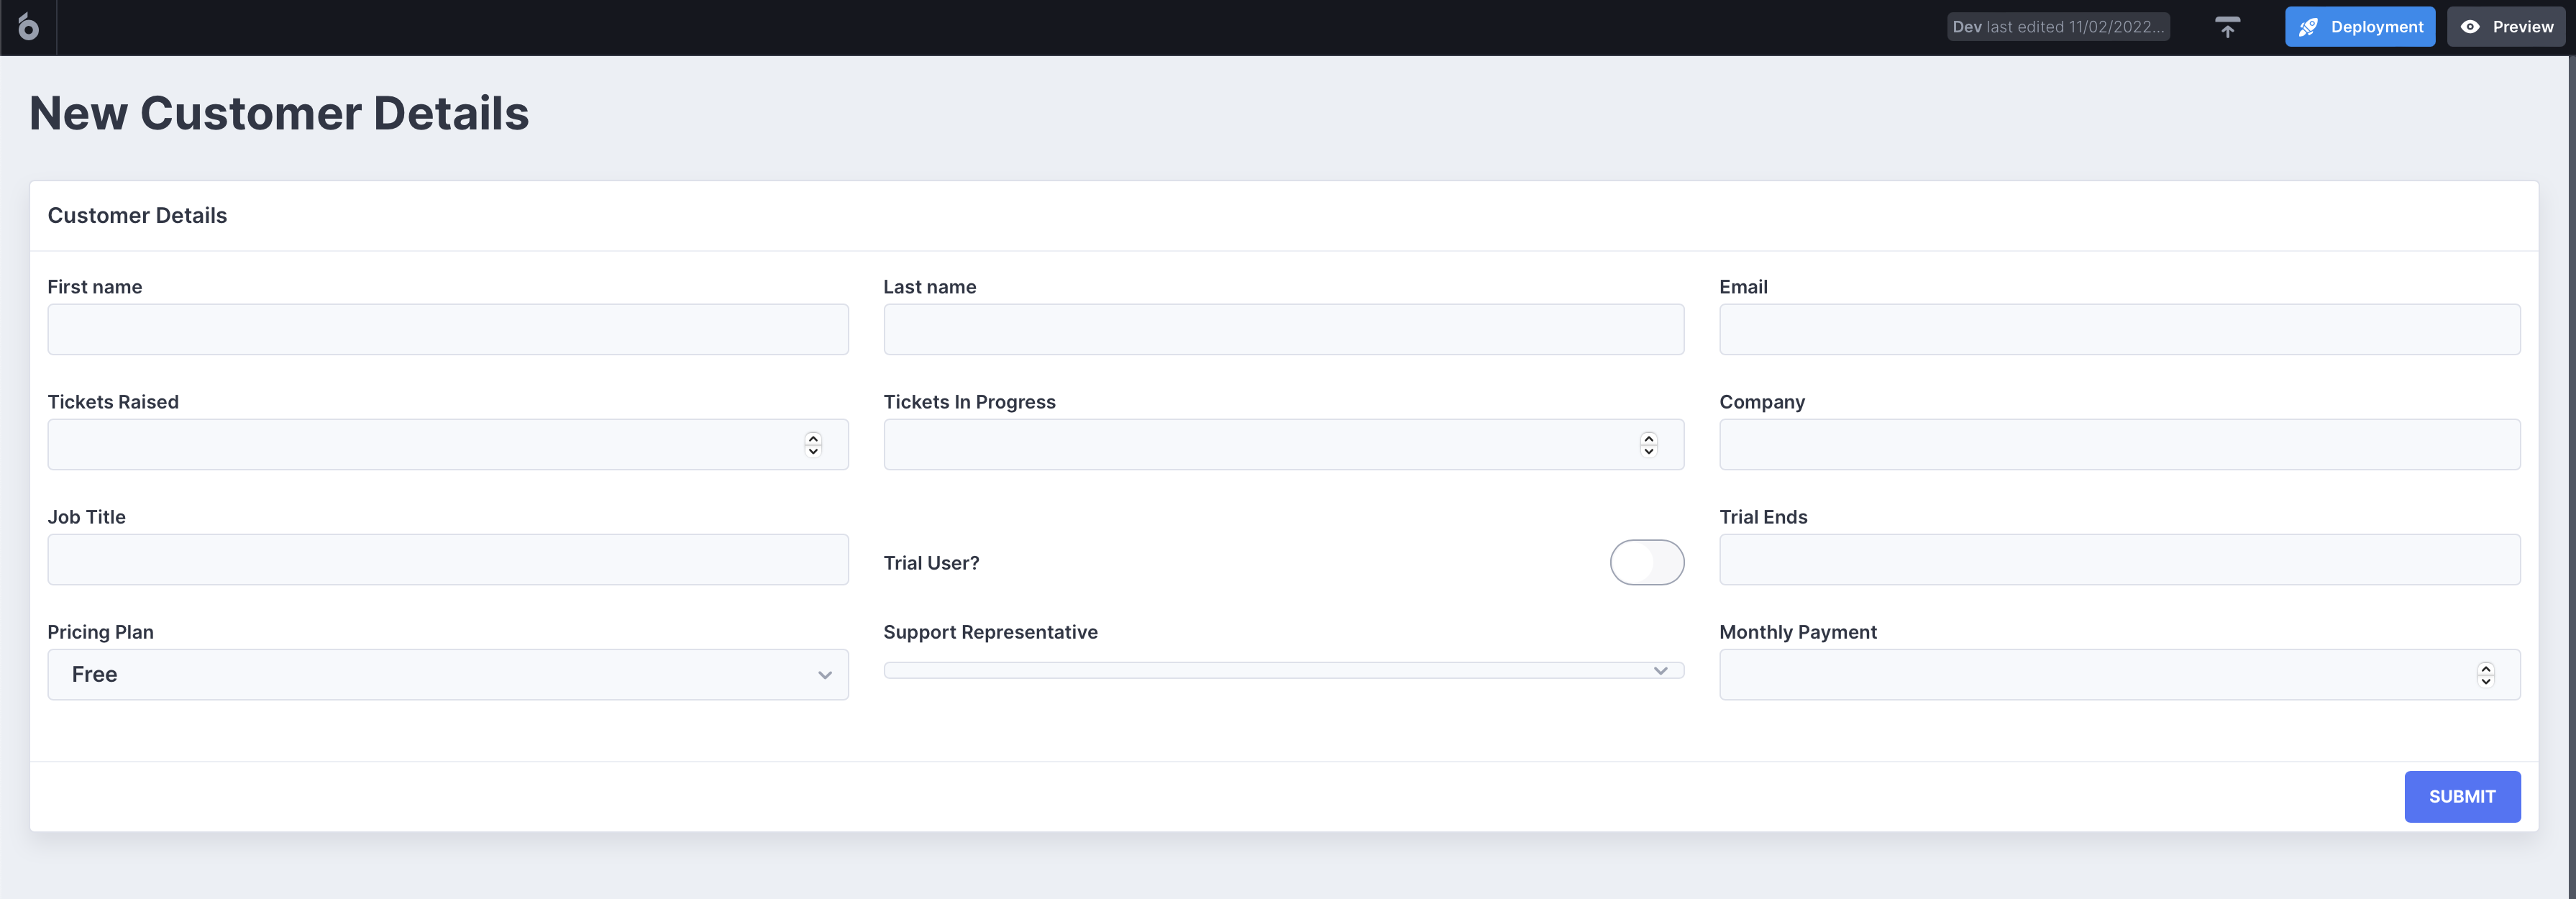 Dev last edited 11/02/2022...
Deployment
Preview
New Customer Details
Customer Details
First name
Last name
Email
Tickets Raised
Tickets In Progress
Company
Job Title
Trial User?
Trial Ends
Pricing Plan
Support Representative
Monthly Payment
Free
SUBMIT